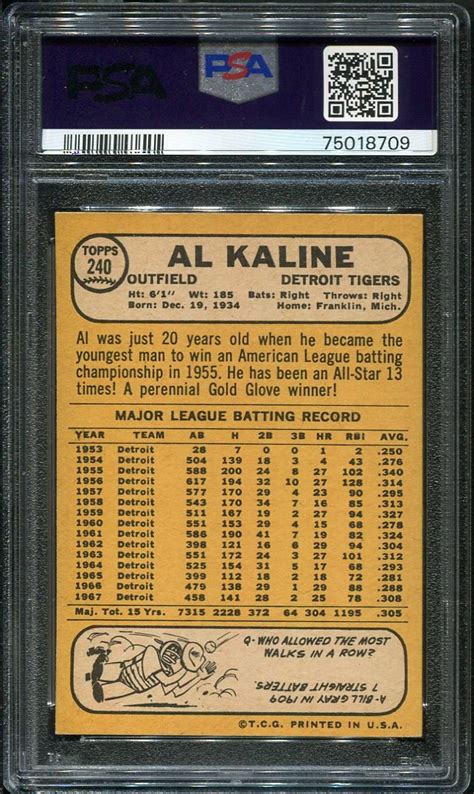 PSA
PSA
75018709
TOPPS
240
AL KALINE
OUTFIELD DETROIT TIGERS
Ht: 6'1" Wt: 185 Bats: Right Throws: Right
Born: Dec. 19, 1934 Home: Franklin, Mich.
Al was just 20 years old when he became the
youngest man to win an American League batting
championship in 1955. He has been an All-Star 13
times! A perennial Gold Glove winner!
MAJOR LEAGUE BATTING RECORD
YEAR TEAM AB H 2B 3B HR RBI AVG.
1953 Detroit 28 7 0 0 1 2 .250
1954 Detroit 504 139 18 3 4 43 .276
1955 Detroit 588 200 24 8 27 102 .340
1956 Detroit 617 194 32 10 27 128 .314
1957 Detroit 577 170 29 4 23 90 .295
1958 Detroit 543 170 34 7 16 85 .313
1959 Detroit 511 167 19 2 27 94 .327
1960 Detroit 551 153 29 4 15 68 .278
1961 Detroit 586 190 41 7 19 82 .324
1962 Detroit 398 121 16 6 29 94 .304
1963 Detroit 551 172 24 3 27 101 .312
1964 Detroit 525 154 31 5 17 68 .293
1965 Detroit 399 112 18 2 18 72 .281
1966 Detroit 479 138 29 1 29 88 .288
1967 Detroit 458 141 28 2 25 78 .308
Maj. Tot. 15 Yrs. 7315 2228 372 64 304 1195 .305
Q-WHO ALLOWED THE MOST
WALKS IN A ROW?
A-BILL GRAY IN 1909
7 STRAIGHT BATTERS.
©T.C.G. PRINTED IN U.S.A.